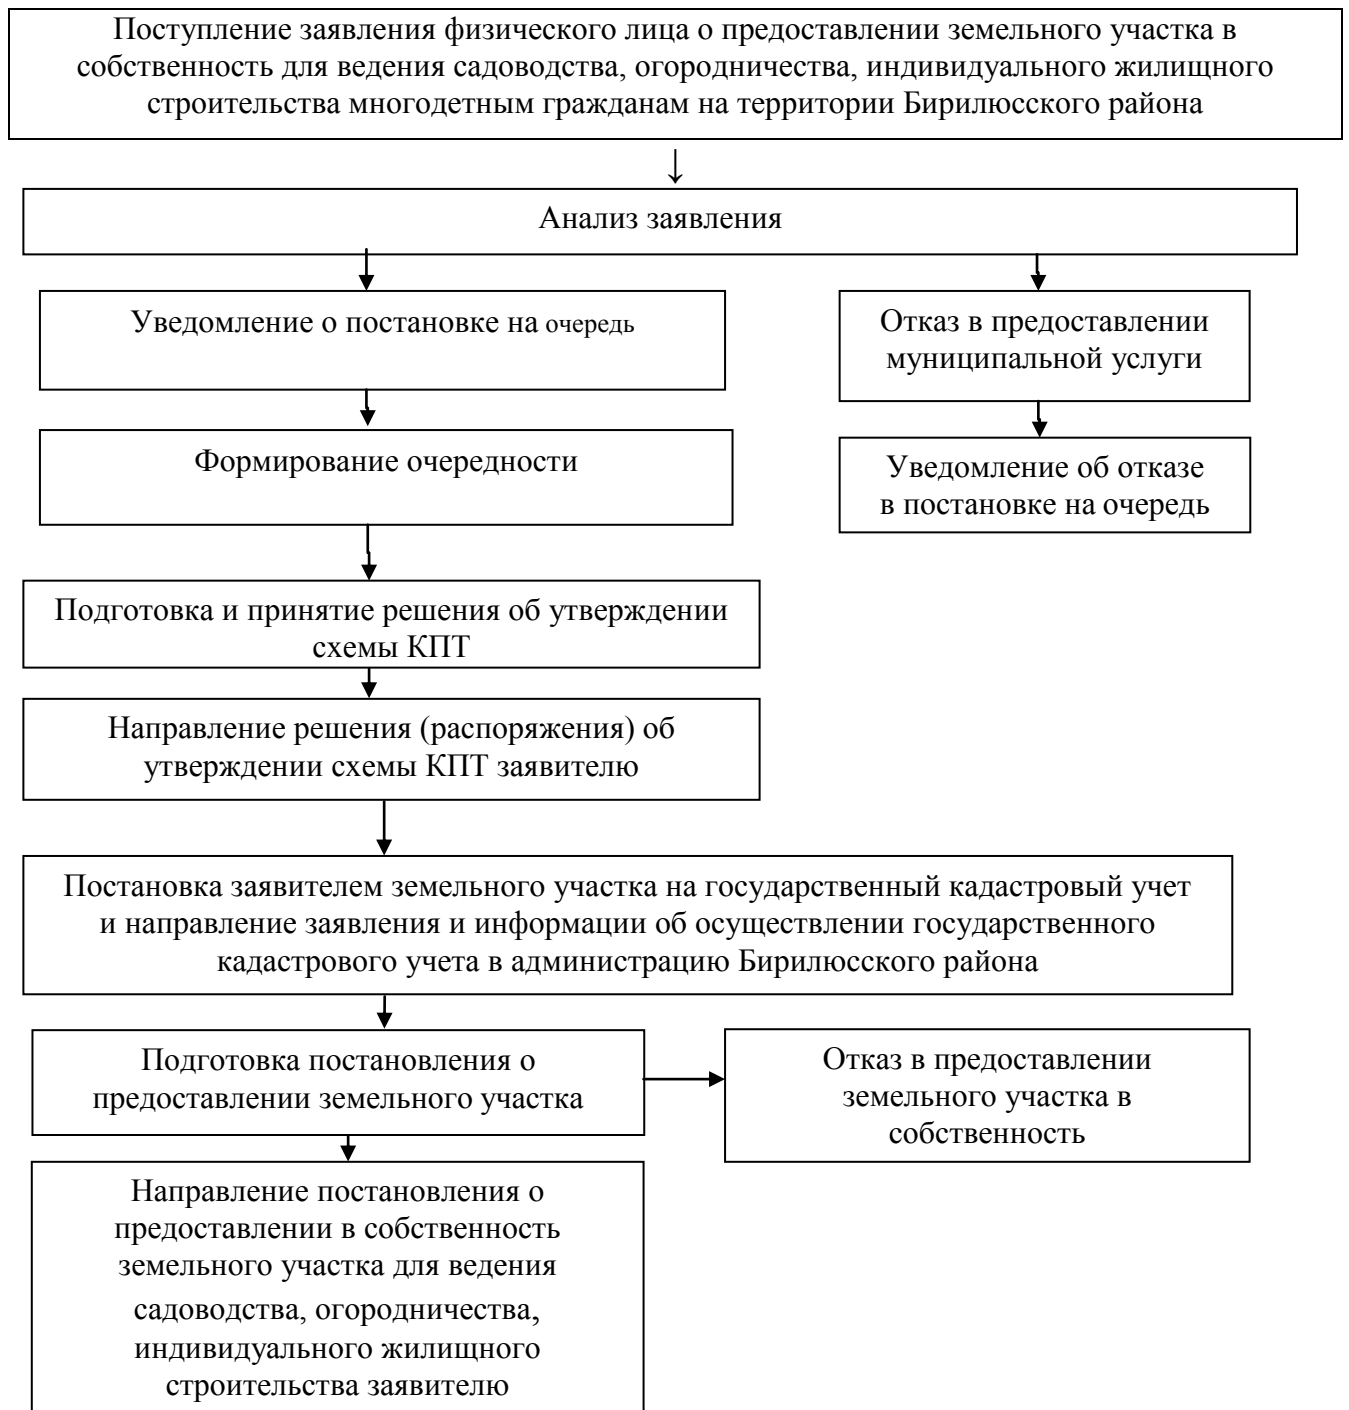 Поступление заявления физического лица о предоставлении земельного участка в
собственность для ведения садоводства, огородничества, индивидуального жилищного
строительства многодетным гражданам на территории Бирилюсского района
↓
Анализ заявления
Уведомление о постановке на очередь
Отказ в предоставлении
муниципальной услуги
Формирование очередности
Уведомление об отказе
в постановке на очередь
Подготовка и принятие решения об утверждении
схемы КПТ
Направление решения (распоряжения) об
утверждении схемы КПТ заявителю
Постановка заявителем земельного участка на государственный кадастровый учет
и направление заявления и информации об осуществлении государственного
кадастрового учета в администрацию Бирилюсского района
Подготовка постановления о
предоставлении земельного участка
Отказ в предоставлении
земельного участка в
собственность
Направление постановления о
предоставлении в собственность
земельного участка для ведения
садоводства, огородничества,
индивидуального жилищного
строительства заявителю